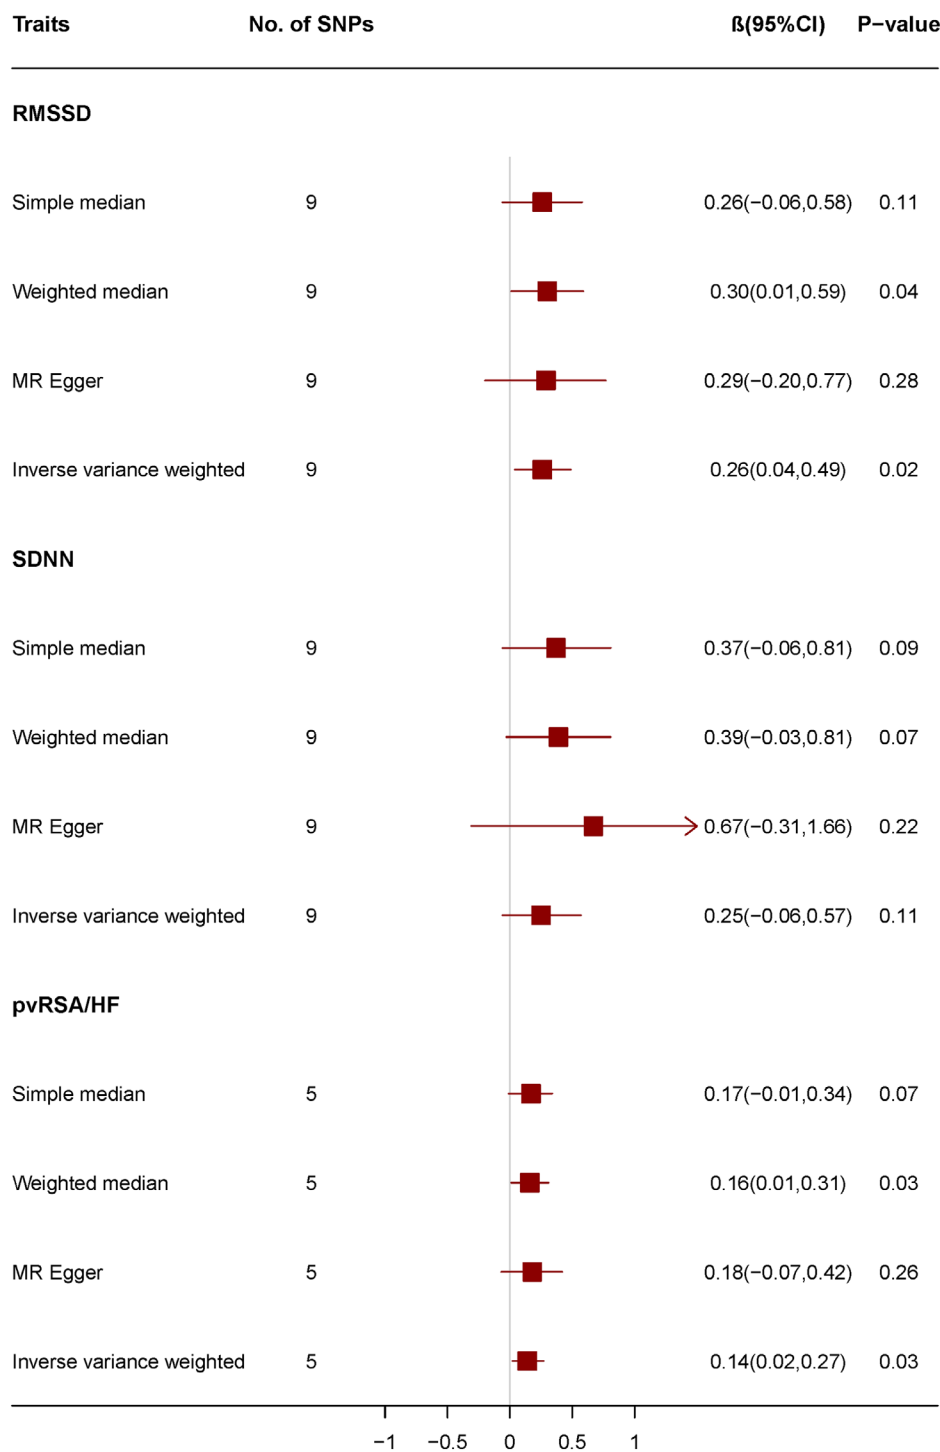 Traits No. of SNPs ß(95%CI) P−value
RMSSD
Simple median 9 0.26(−0.06,0.58) 0.11
Weighted median 9 0.30(0.01,0.59) 0.04
MR Egger 9 0.29(−0.20,0.77) 0.28
Inverse variance weighted 9 0.26(0.04,0.49) 0.02
SDNN
Simple median 9 0.37(−0.06,0.81) 0.09
Weighted median 9 0.39(−0.03,0.81) 0.07
MR Egger 9 0.67(−0.31,1.66) 0.22
Inverse variance weighted 9 0.25(−0.06,0.57) 0.11
pvRSA/HF
Simple median 5 0.17(−0.01,0.34) 0.07
Weighted median 5 0.16(0.01,0.31) 0.03
MR Egger 5 0.18(−0.07,0.42) 0.26
Inverse variance weighted 5 0.14(0.02,0.27) 0.03
−1 −0.5 0 0.5 1